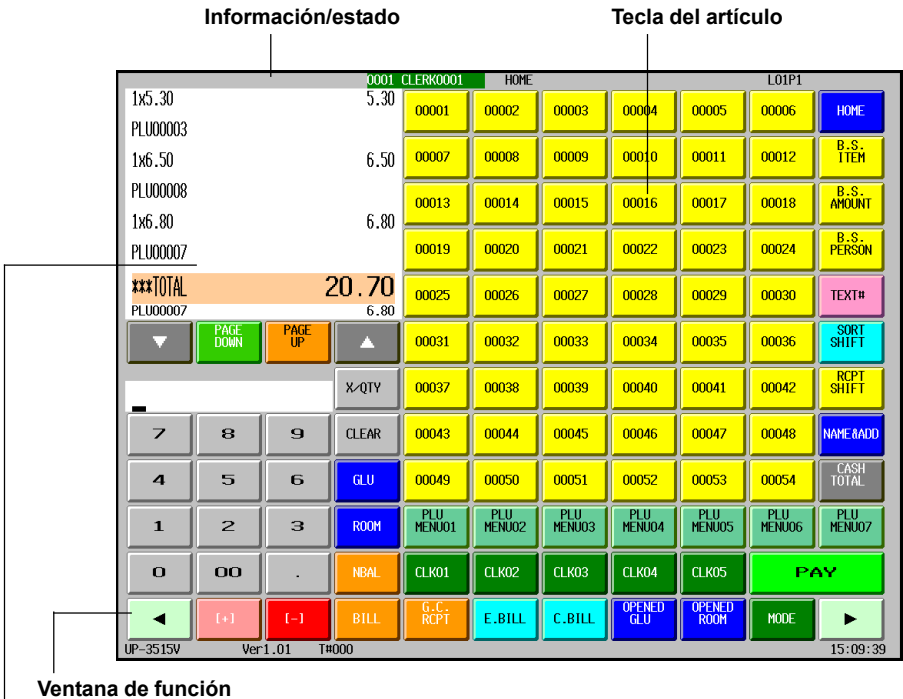 Información/estado
Tecla del artículo
0001 CLERK0001 HOME L01P1
1x5.30 5.30
PLU00003
1x6.50 6.50
PLU00008
1x6.80 6.80
PLU00007
***TOTAL 20.70
PLU00007 6.80
00001 00002 00003 00004 00005 00006 HOME
00007 00008 00009 00010 00011 00012 B.S.
ITEM
00013 00014 00015 00016 00017 00018 B.S.
AMOUNT
00019 00020 00021 00022 00023 00024 B.S.
PERSON
00025 00026 00027 00028 00029 00030 TEXT#
▼ PAGE
DOWN
PAGE
UP
▲ 00031 00032 00033 00034 00035 00036 SORT
SHIFT
X/QTY 00037 00038 00039 00040 00041 00042 RCPT
SHIFT
7 8 9 CLEAR 00043 00044 00045 00046 00047 00048 NAME&ADD
4 5 6 GLU 00049 00050 00051 00052 00053 00054 CASH
TOTAL
1 2 3 ROOM PLU
MENU01
PLU
MENU02
PLU
MENU03
PLU
MENU04
PLU
MENU05
PLU
MENU06
PLU
MENU07
0 00 . NBAL CLK01 CLK02 CLK03 CLK04 CLK05 PAY
◀ [+] [-] BILL G.C.
RCPT
E.BILL C.BILL OPENED
GLU
OPENED
ROOM
MODE ▶
UP-3515V Ver1.01 T#000 15:09:39
Ventana de función